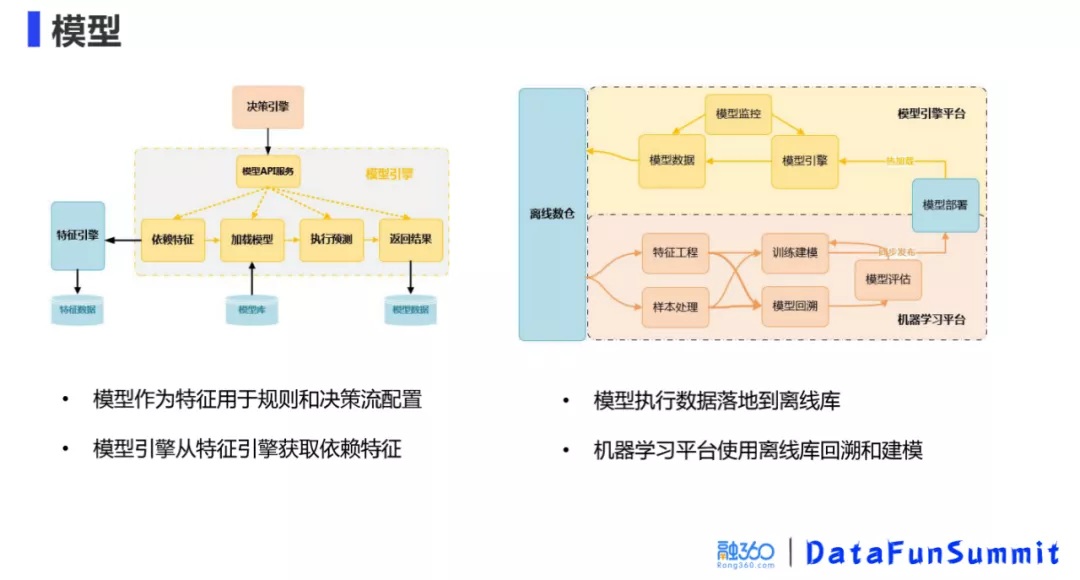 模型
决策引擎
模型API服务
模型引擎
特征引擎
依赖特征
加载模型
执行预测
返回结果
特征数据
模型库
模型数据
离线数仓
模型监控
模型引擎平台
模型数据
模型引擎
热加载
模型部署
特征工程
训练建模
同步发布
模型评估
样本处理
模型回溯
机器学习平台
• 模型作为特征用于规则和决策流配置
• 模型引擎从特征引擎获取依赖特征
• 模型执行数据落地到离线库
• 机器学习平台使用离线库回溯和建模
融360
Rong360.com
DataFunSummit